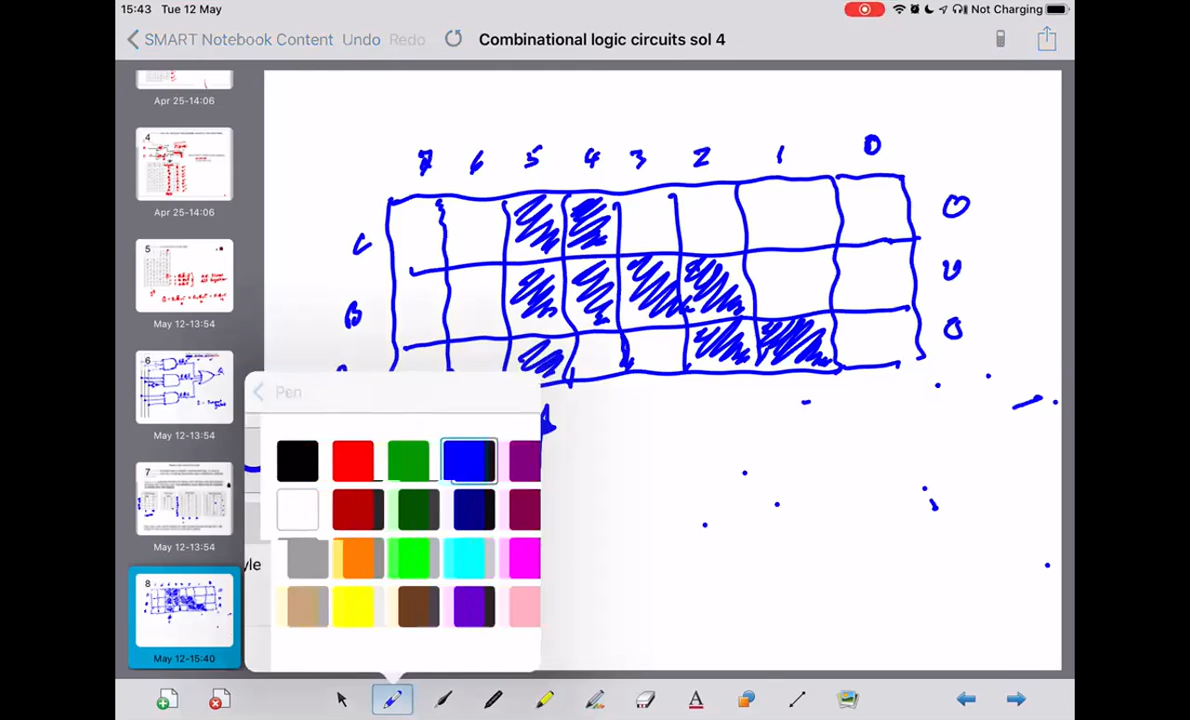 15:43 Tue 12 May
Not Charging
SMART Notebook Content Undo Redo
Combinational logic circuits sol 4
Apr 25-14:06
4
Apr 25-14:06
5
May 12-13:54
6
May 12-13:54
7
May 12-13:54
8
May 12-15:40
7 6 5 4 3 2 1 0
C 0
B 0
0
A
Pen
yle
A